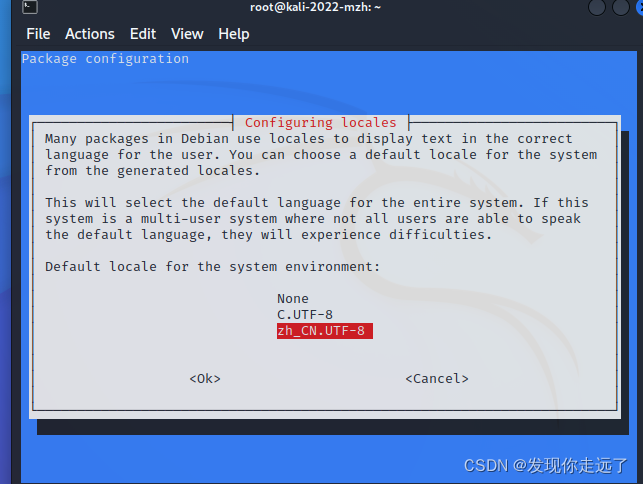 root@kali-2022-mzh: ~
File Actions Edit View Help
Package configuration
Configuring locales
Many packages in Debian use locales to display text in the correct
language for the user. You can choose a default locale for the system
from the generated locales.
This will select the default language for the entire system. If this
system is a multi-user system where not all users are able to speak
the default language, they will experience difficulties.
Default locale for the system environment:
None
C.UTF-8
zh_CN.UTF-8
<Ok> <Cancel>
CSDN @发现你走远了